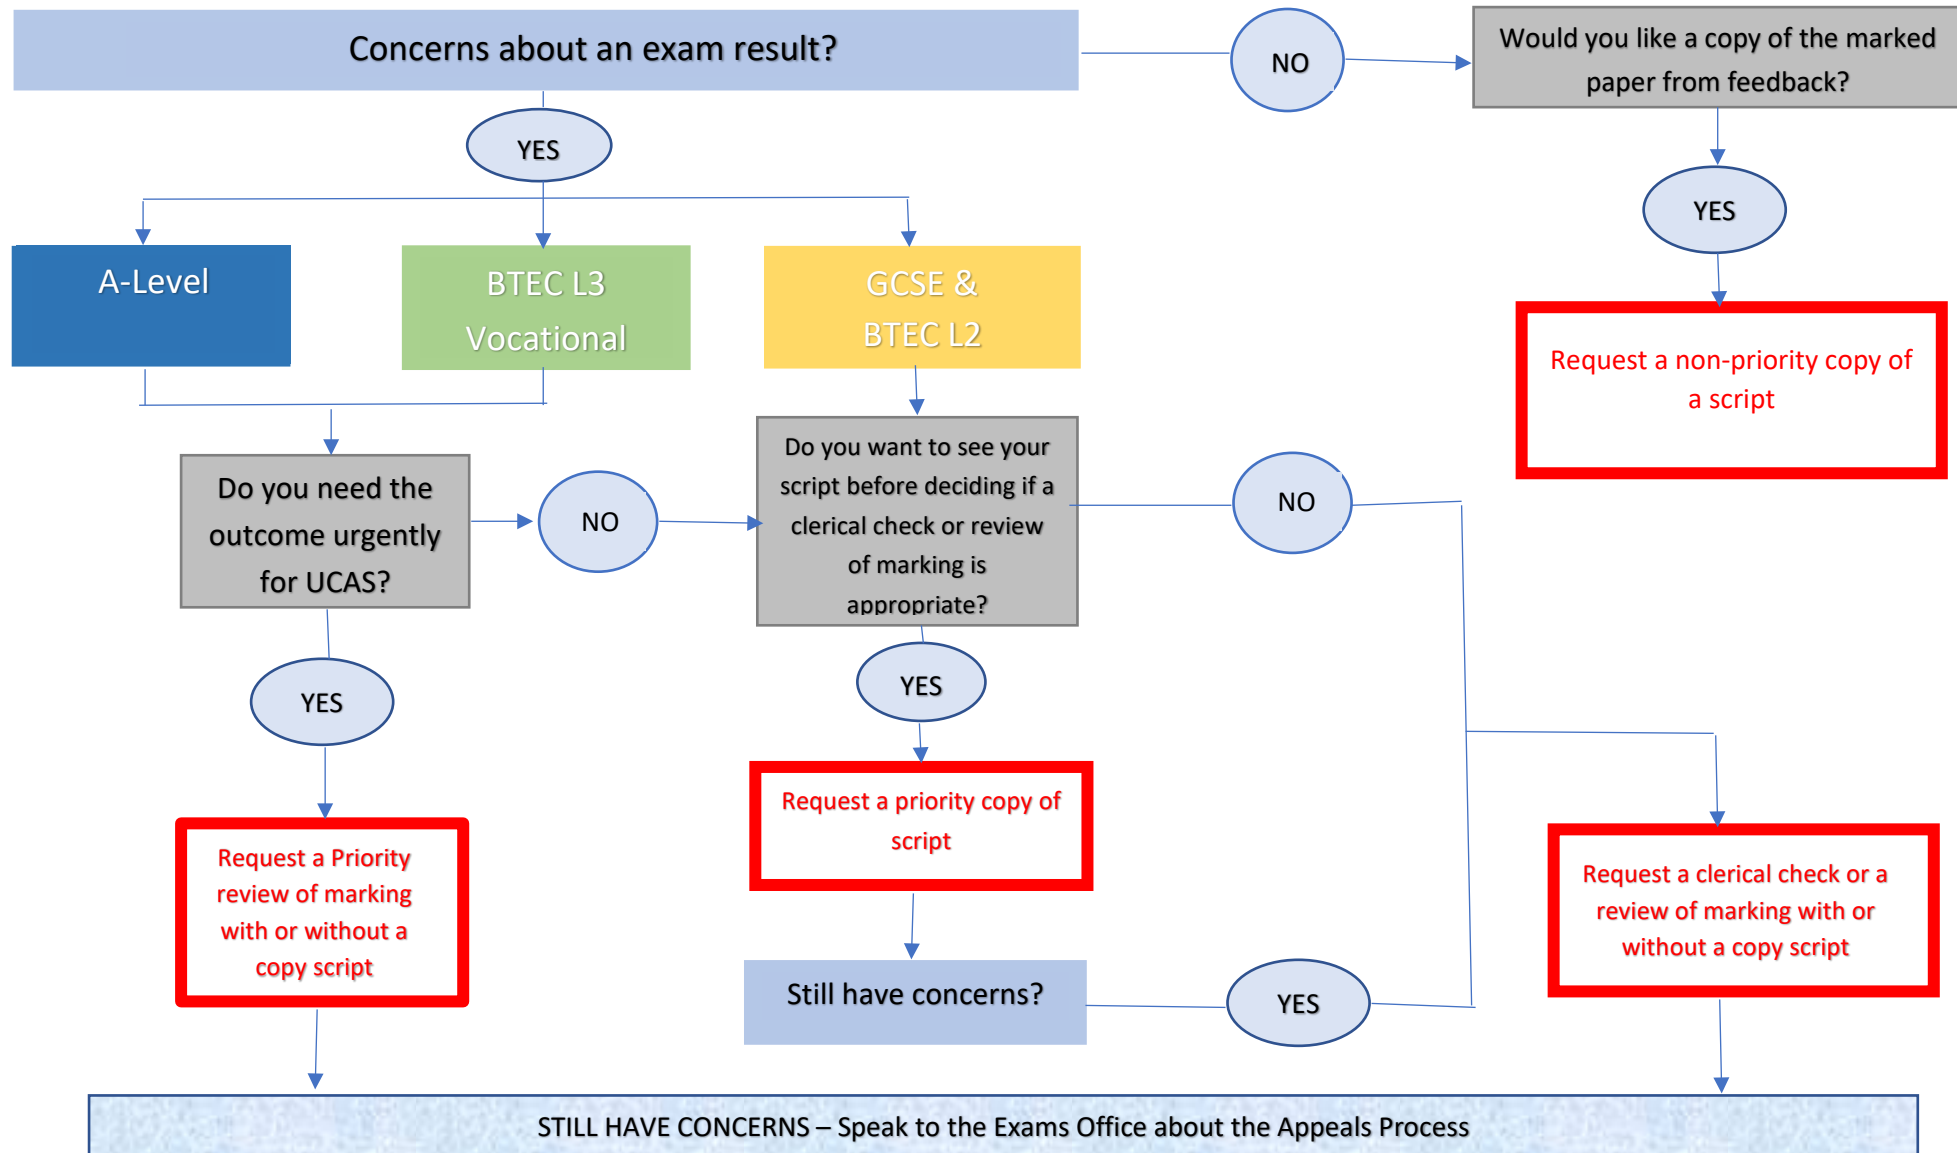 Concerns about an exam result?
NO
Would you like a copy of the marked
paper from feedback?
YES
YES
A-Level
BTEC L3
Vocational
GCSE &
BTEC L2
Request a non-priority copy of
a script
Do you need the
outcome urgently
for UCAS?
NO
Do you want to see your
script before deciding if a
clerical check or review
of marking is
appropriate?
NO
YES
YES
Request a Priority
review of marking
with or without a
copy script
Request a priority copy of
script
Request a clerical check or a
review of marking with or
without a copy script
Still have concerns?
YES
STILL HAVE CONCERNS – Speak to the Exams Office about the Appeals Process